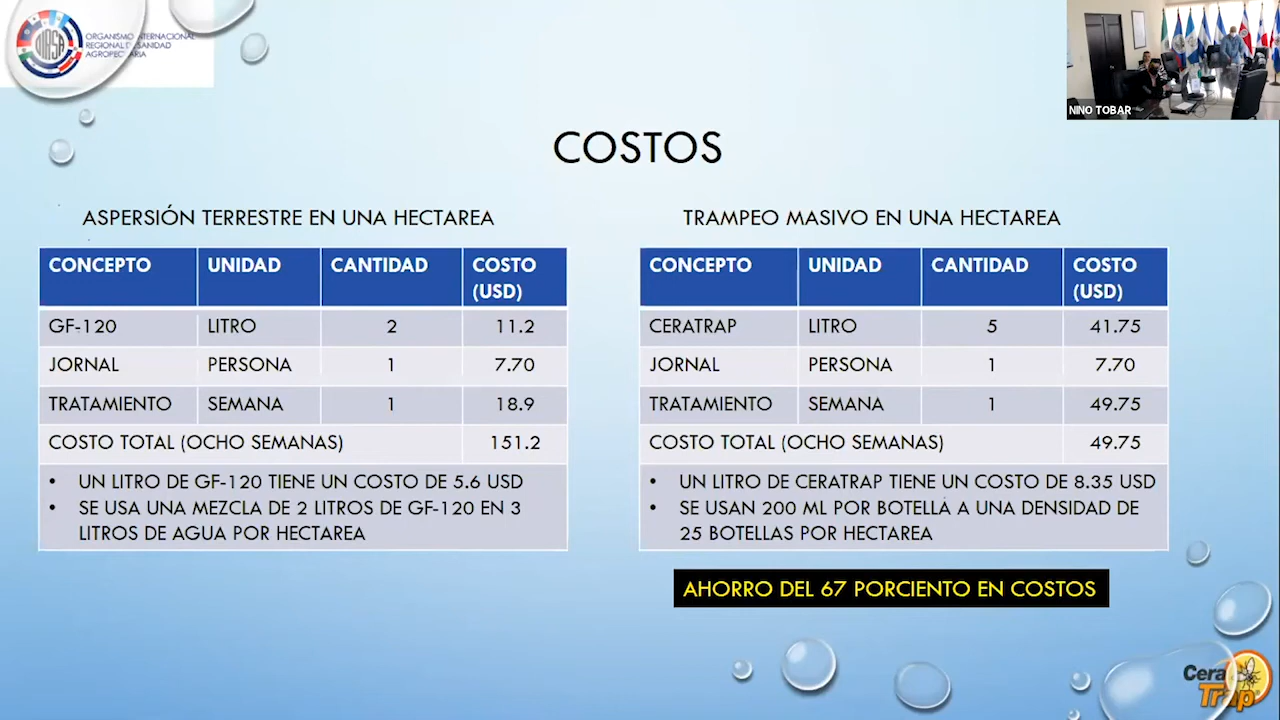 OIRSA
ORGANISMO INTERNACIONAL
REGIONAL DE SANIDAD
AGROPECUARIA
NINO TOBAR
COSTOS
ASPERSIÓN TERRESTRE EN UNA HECTAREA
CONCEPTO UNIDAD CANTIDAD COSTO (USD)
GF-120 LITRO 2 11.2
JORNAL PERSONA 1 7.70
TRATAMIENTO SEMANA 1 18.9
COSTO TOTAL (OCHO SEMANAS) 151.2
• UN LITRO DE GF-120 TIENE UN COSTO DE 5.6 USD
• SE USA UNA MEZCLA DE 2 LITROS DE GF-120 EN 3
LITROS DE AGUA POR HECTAREA
TRAMPEO MASIVO EN UNA HECTAREA
CONCEPTO UNIDAD CANTIDAD COSTO (USD)
CERATRAP LITRO 5 41.75
JORNAL PERSONA 1 7.70
TRATAMIENTO SEMANA 1 49.75
COSTO TOTAL (OCHO SEMANAS) 49.75
• UN LITRO DE CERATRAP TIENE UN COSTO DE 8.35 USD
• SE USAN 200 ML POR BOTELLA A UNA DENSIDAD DE
25 BOTELLAS POR HECTAREA
AHORRO DEL 67 PORCIENTO EN COSTOS
Cera
Trap